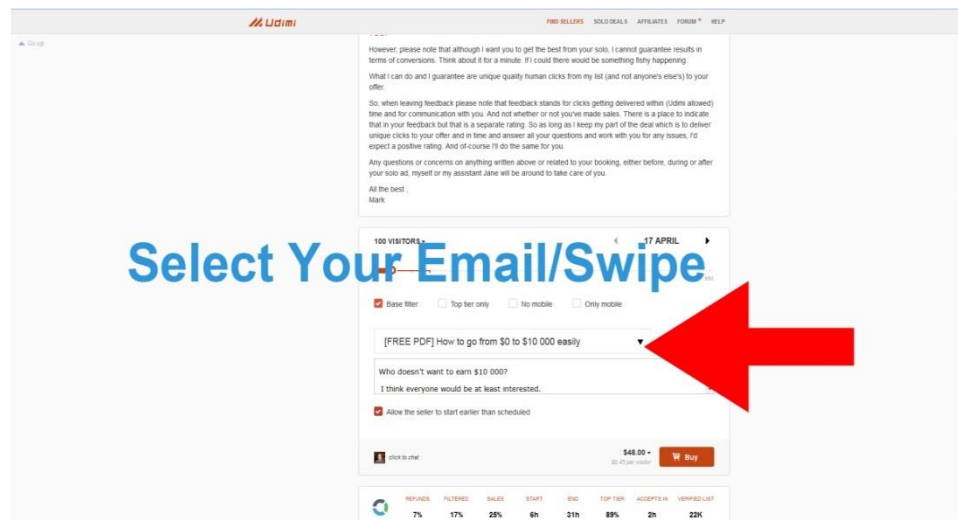 Udimi
FIND SELLERS SOLO DEALS AFFILIATES FORUM HELP
Go up
However, please note that although I want you to get the best from your solo, I cannot guarantee results in
terms of conversions. Think about it for a minute. If I could there would be something fishy happening.
What I can do and I guarantee are unique quality human clicks from my list (and not anyone's else's) to your
offer.
So, when leaving feedback please note that feedback stands for clicks getting delivered within (Udimi allowed)
time and for communication with you. And not whether or not you've made sales. There is a place to indicate
that in your feedback but that is a separate rating. So as long as I keep my part of the deal which is to deliver
unique clicks to your offer and in time and answer all your questions and work with you for any issues, I'd
expect a positive rating. And of-course I'll do the same for you.
Any questions or concerns on anything written above or related to your booking, either before, during or after
your solo ad, myself or my assistant Jane will be around to take care of you.
All the best ,
Mark
100 VISITORS
17 APRIL
Select Your Email/Swipe
Base filter Top tier only No mobile Only mobile
[FREE PDF] How to go from $0 to $10 000 easily
Who doesn't want to earn $10 000?
I think everyone would be at least interested.
Allow the seller to start earlier than scheduled
click to chat
$48.00
Buy
REFUNDS FILTERED SALES START END TOP TIER ACCEPTS IN VERIFIED LIST
7% 17% 25% 6h 31h 89% 2h 22K